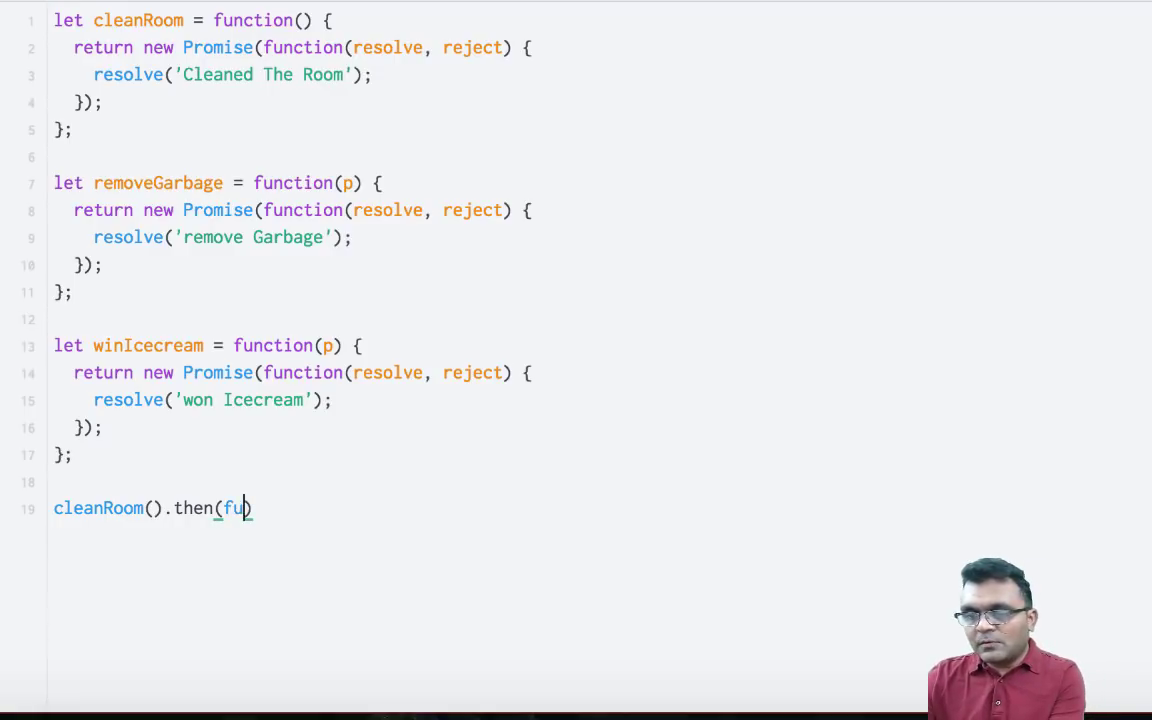 1 let cleanRoom = function() {
2 return new Promise(function(resolve, reject) {
3 resolve('Cleaned The Room');
4 });
5 };
6
7 let removeGarbage = function(p) {
8 return new Promise(function(resolve, reject) {
9 resolve('remove Garbage');
10 });
11 };
12
13 let winIcecream = function(p) {
14 return new Promise(function(resolve, reject) {
15 resolve('won Icecream');
16 });
17 };
18
19 cleanRoom().then(fu)